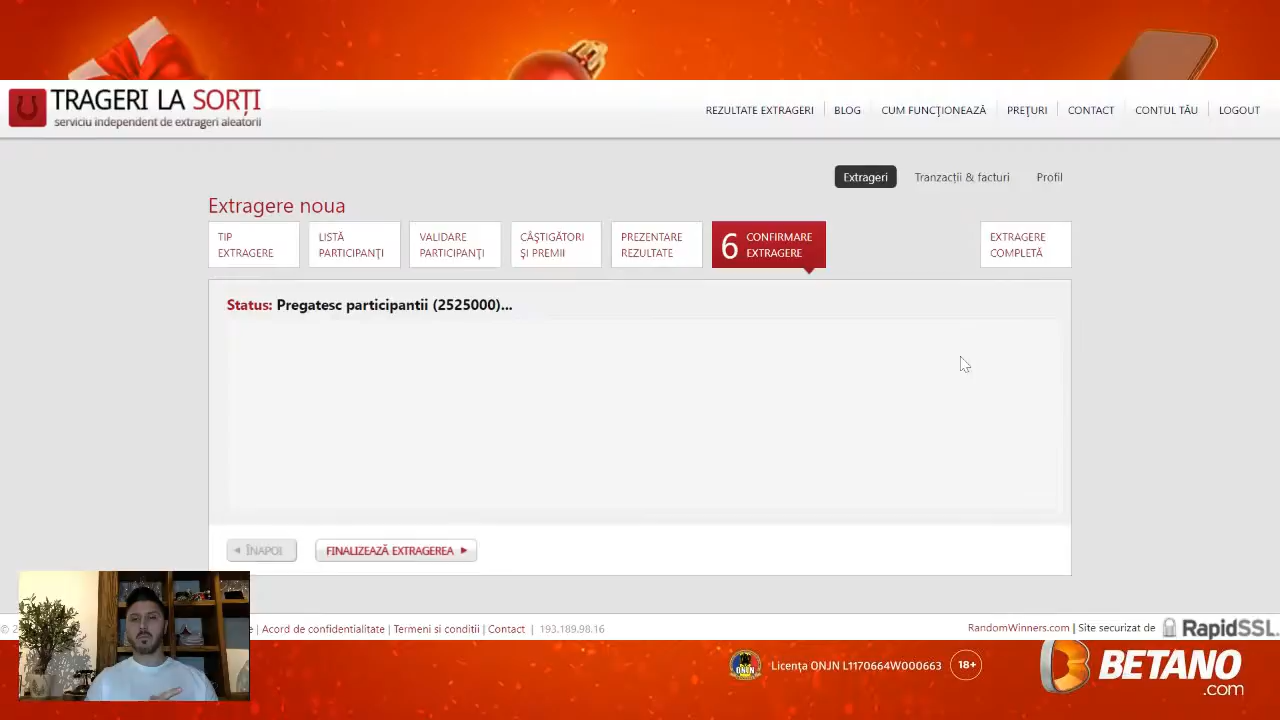 TRAGERI LA SORȚI
serviciu independent de extrageri aleatorii
REZULTATE EXTRAGERI
BLOG
CUM FUNCȚIONEAZĂ
PREȚURI
CONTACT
CONTUL TĂU
LOGOUT
Extrageri
Tranzacții & facturi
Profil
Extragere noua
TIP
EXTRAGERE
LISTĂ
PARTICIPANȚI
VALIDARE
PARTICIPANȚI
CÂȘTIGĂTORI
ȘI PREMII
PREZENTARE
REZULTATE
6 CONFIRMARE
EXTRAGERE
EXTRAGERE
COMPLETĂ
Status: Pregatesc participantii (2525000)...
ÎNAPOI
FINALIZEAZĂ EXTRAGEREA
| Acord de confidentialitate | Termeni si conditii | Contact | 193.189.98.16
RandomWinners.com | Site securizat de RapidSSL.
ONJN
Licența ONJN L1170664W000663
18+
BETANO
.com